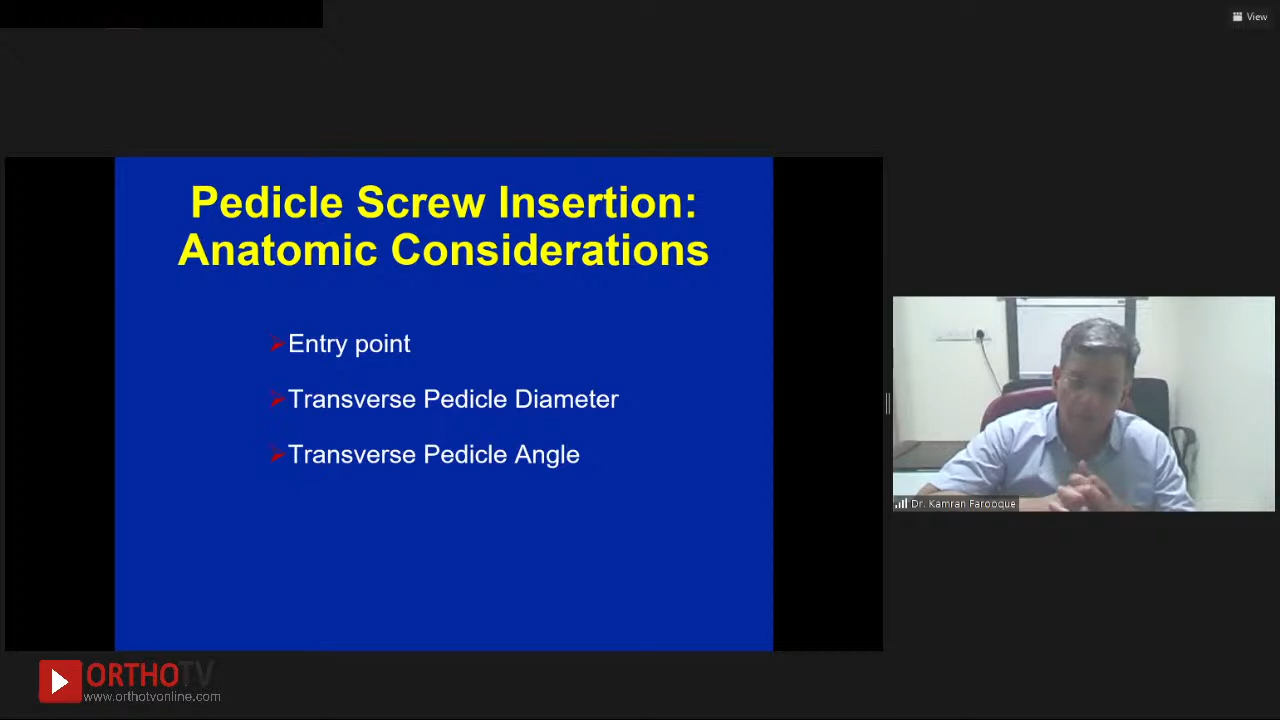 View
Pedicle Screw Insertion:
Anatomic Considerations
Entry point
Transverse Pedicle Diameter
Transverse Pedicle Angle
Dr. Kamran Farooque
ORTHOTV
www.orthotvonline.com